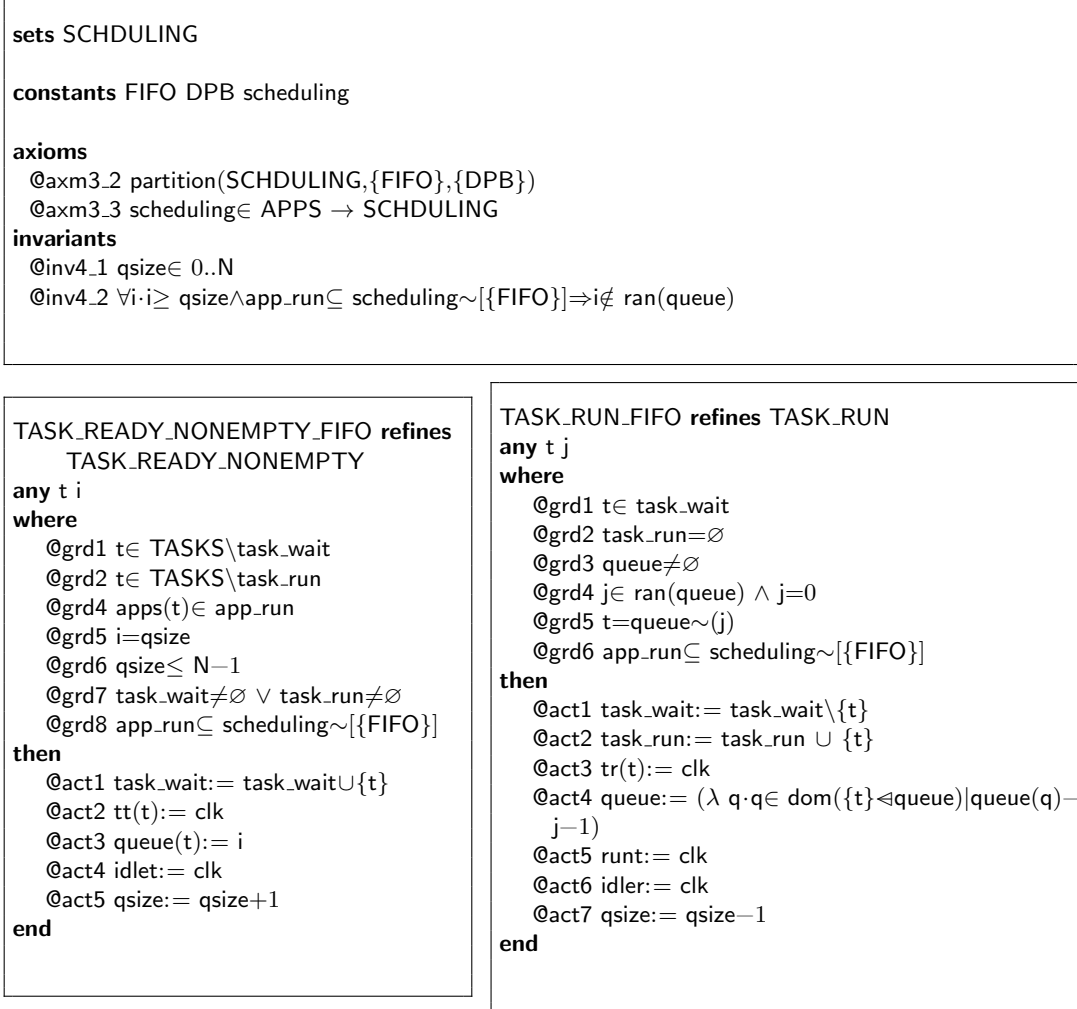 sets SCHDULING
constants FIFO DPB scheduling
axioms
@axm3_2 partition(SCHDULING,{FIFO},{DPB})
@axm3_3 scheduling∈ APPS → SCHDULING
invariants
@inv4_1 qsize∈ 0..N
@inv4_2 ∀i·i≥ qsize∧app_run⊆ scheduling∼[{FIFO}]⇒i∉ ran(queue)
TASK_READY_NONEMPTY_FIFO refines
TASK_READY_NONEMPTY
any t i
where
@grd1 t∈ TASKS\task_wait
@grd2 t∈ TASKS\task_run
@grd4 apps(t)∈ app_run
@grd5 i=qsize
@grd6 qsize≤ N−1
@grd7 task_wait≠∅ ∨ task_run≠∅
@grd8 app_run⊆ scheduling∼[{FIFO}]
then
@act1 task_wait:= task_wait∪{t}
@act2 tt(t):= clk
@act3 queue(t):= i
@act4 idlet:= clk
@act5 qsize:= qsize+1
end
TASK_RUN_FIFO refines TASK_RUN
any t j
where
@grd1 t∈ task_wait
@grd2 task_run=∅
@grd3 queue≠∅
@grd4 j∈ ran(queue) ∧ j=0
@grd5 t=queue∼(j)
@grd6 app_run⊆ scheduling∼[{FIFO}]
then
@act1 task_wait:= task_wait\{t}
@act2 task_run:= task_run ∪ {t}
@act3 tr(t):= clk
@act4 queue:= (λ q·q∈ dom({t}⩤queue)|queue(q)−
j−1)
@act5 runt:= clk
@act6 idler:= clk
@act7 qsize:= qsize−1
end